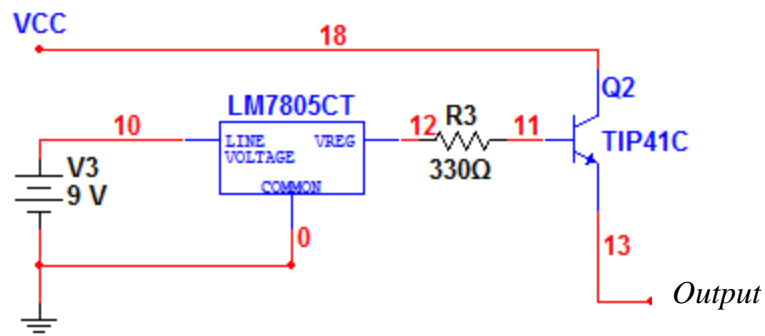 VCC
18
Q2
LM7805CT
R3
10
12
11
TIP41C
LINE VREG
VOLTAGE
V3
330Ω
9 V
COMMON
0
13
Output